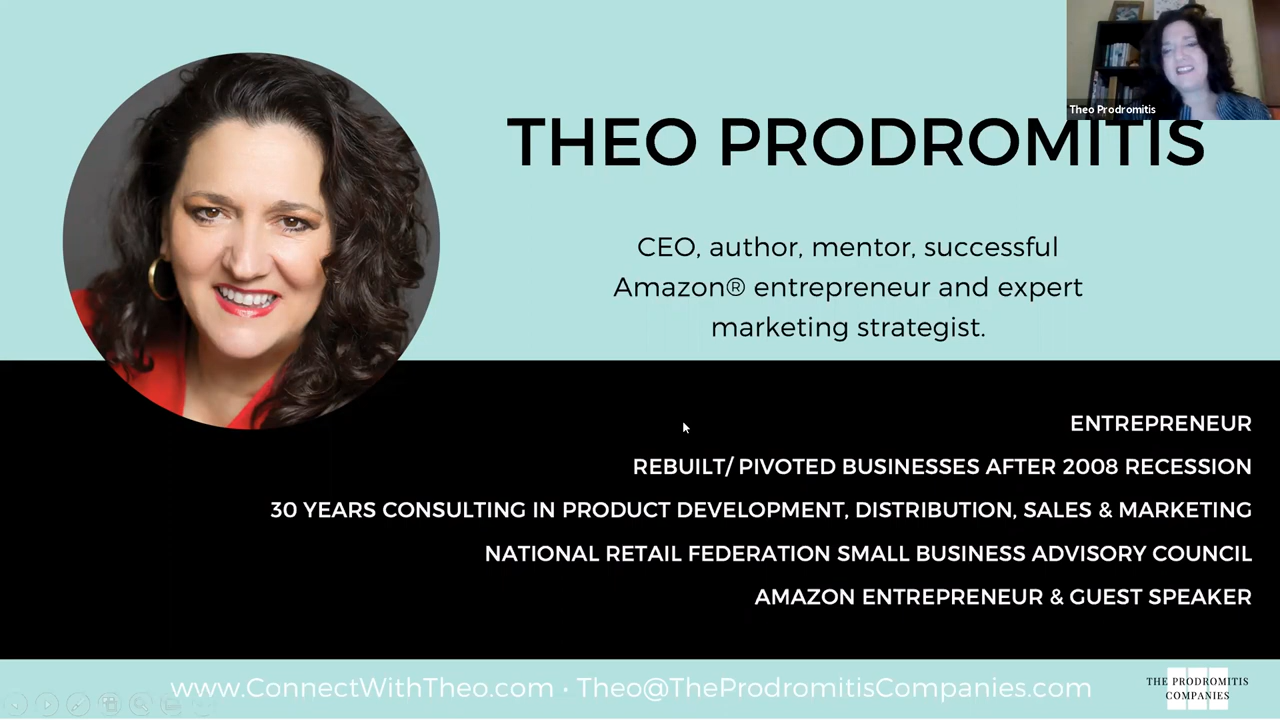 Theo Prodromitis
THEO PRODROMITIS
CEO, author, mentor, successful
Amazon® entrepreneur and expert
marketing strategist.
ENTREPRENEUR
REBUILT/ PIVOTED BUSINESSES AFTER 2008 RECESSION
30 YEARS CONSULTING IN PRODUCT DEVELOPMENT, DISTRIBUTION, SALES & MARKETING
NATIONAL RETAIL FEDERATION SMALL BUSINESS ADVISORY COUNCIL
AMAZON ENTREPRENEUR & GUEST SPEAKER
www.ConnectWithTheo.com • Theo@TheProdromitisCompanies.com
THE PRODROMITIS
COMPANIES